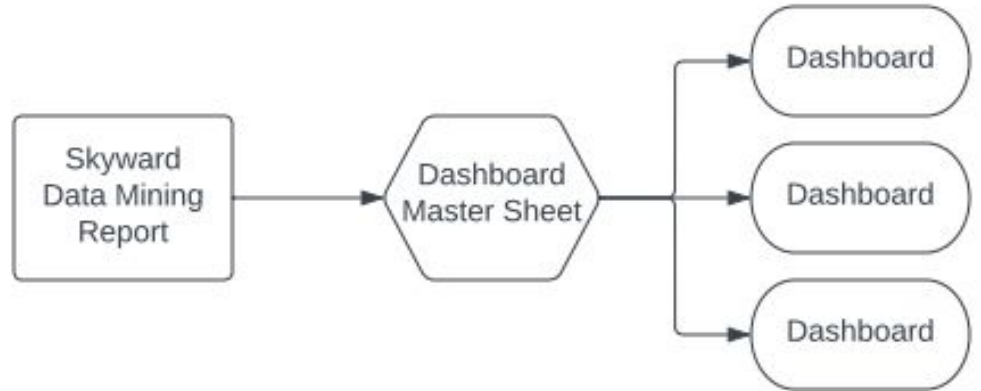 Skyward
Data Mining
Report
Dashboard
Master Sheet
Dashboard
Dashboard
Dashboard